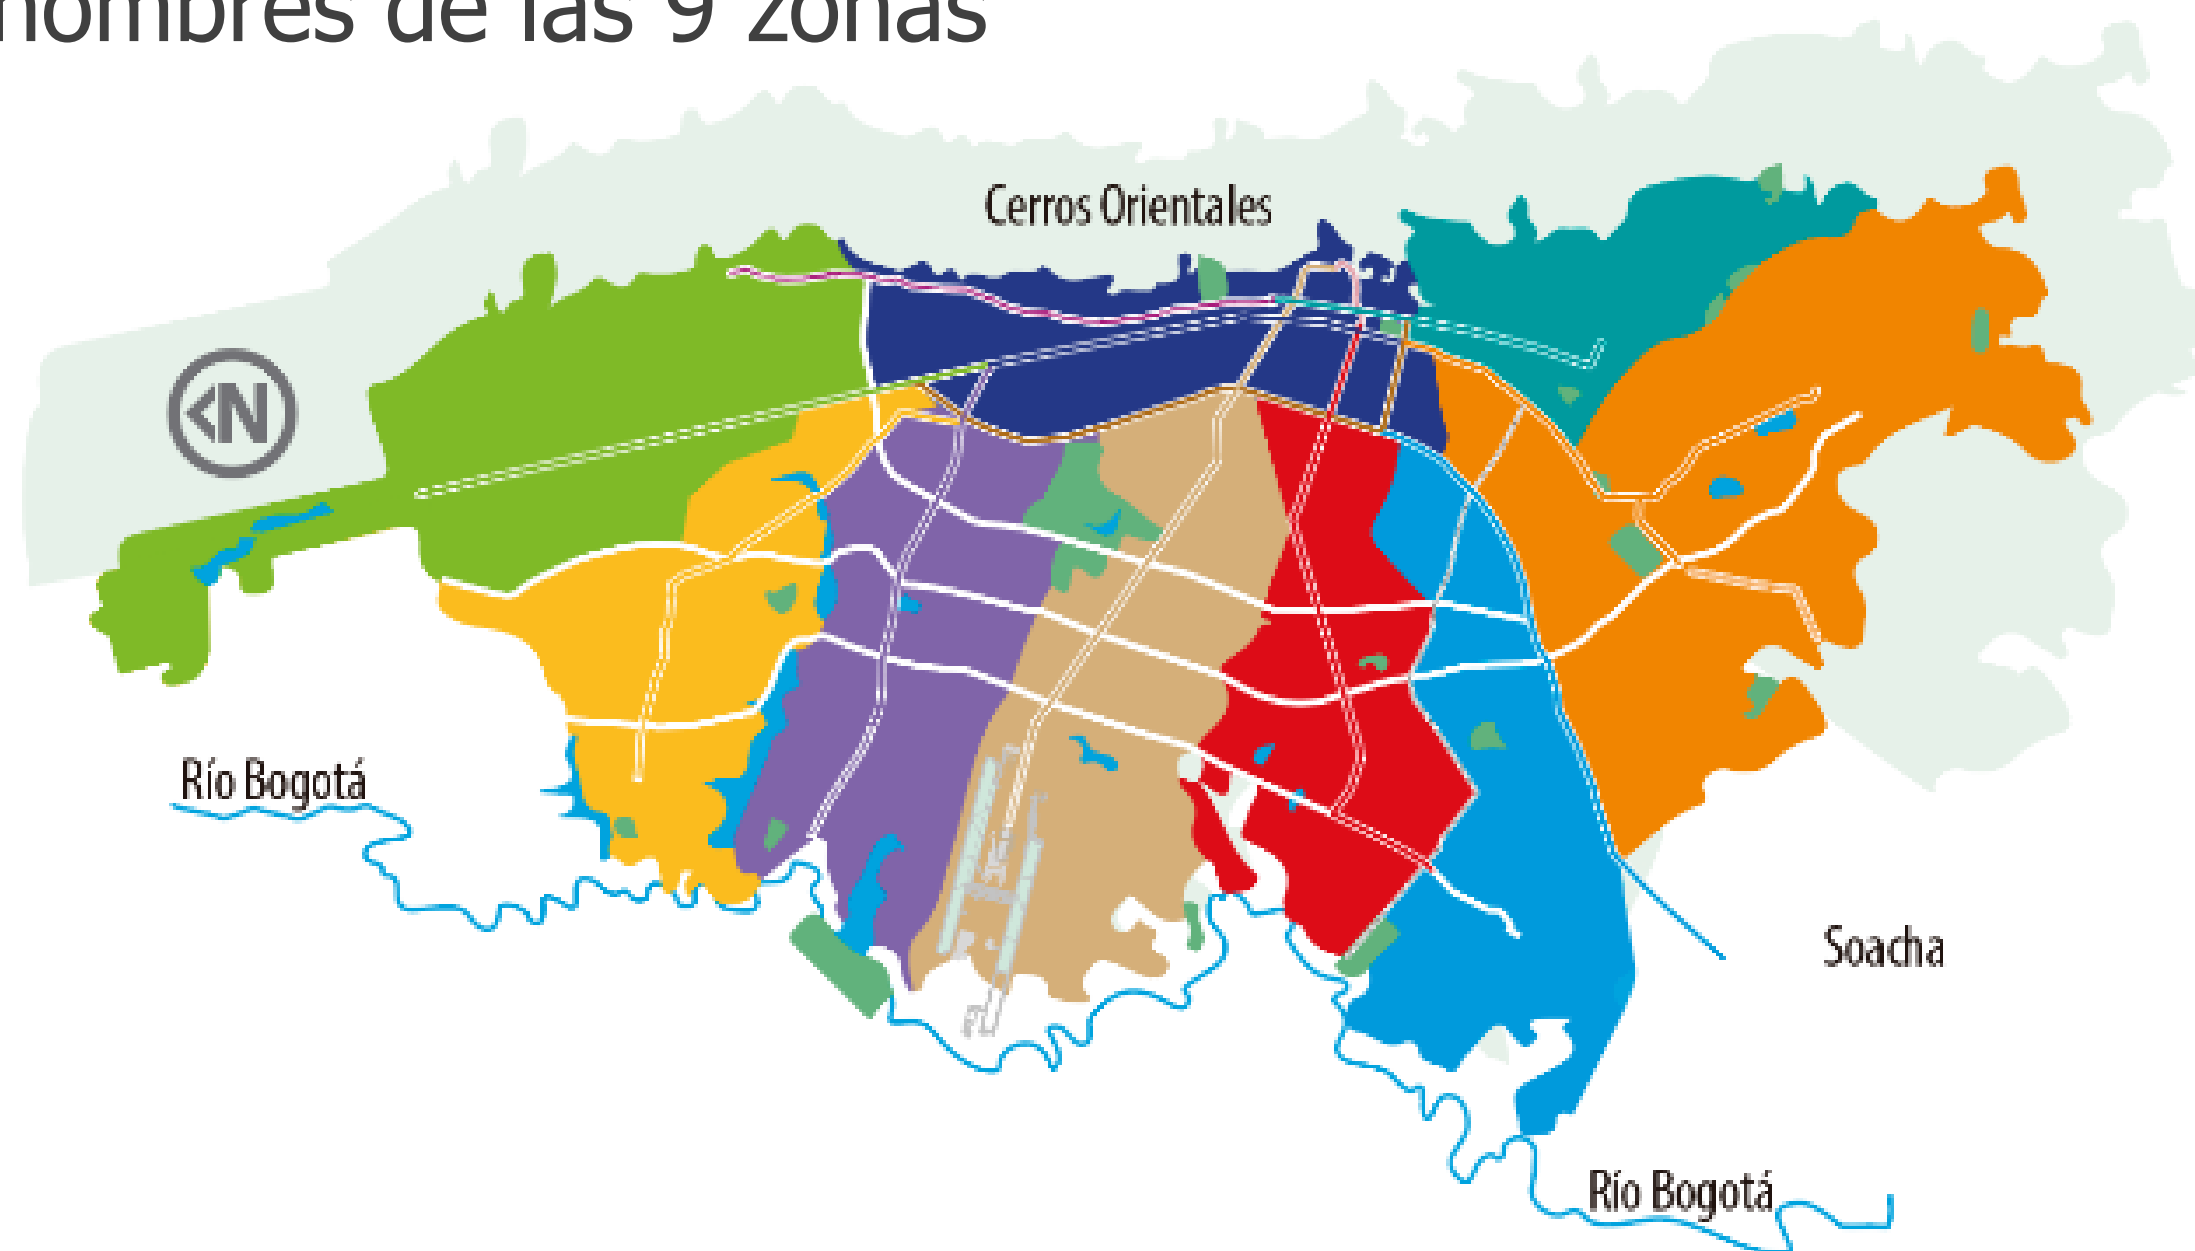 nombres de las 9 zonas
Cerros Orientales
N
Río Bogotá
Soacha
Río Bogotá